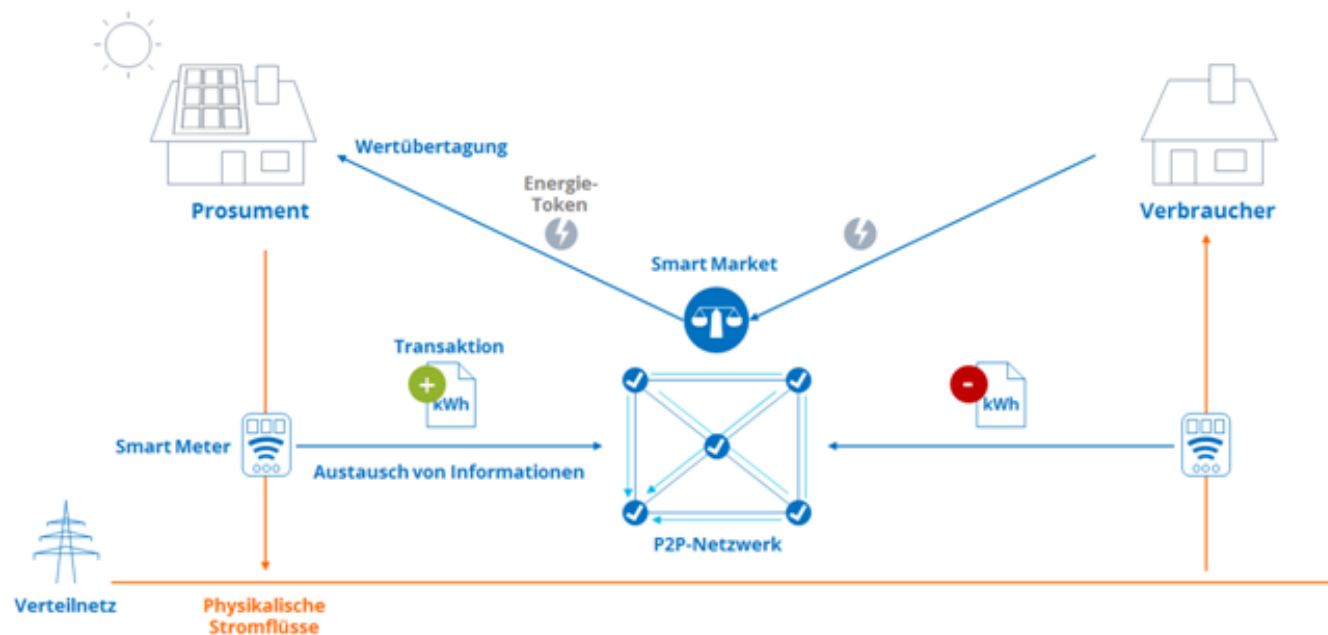 Wertübertagung
Energie-
Token
Prosument
Verbraucher
Smart Market
Transaktion
+
kWh
-
kWh
Smart Meter
Austausch von Informationen
P2P-Netzwerk
Verteilnetz
Physikalische
Stromflüsse